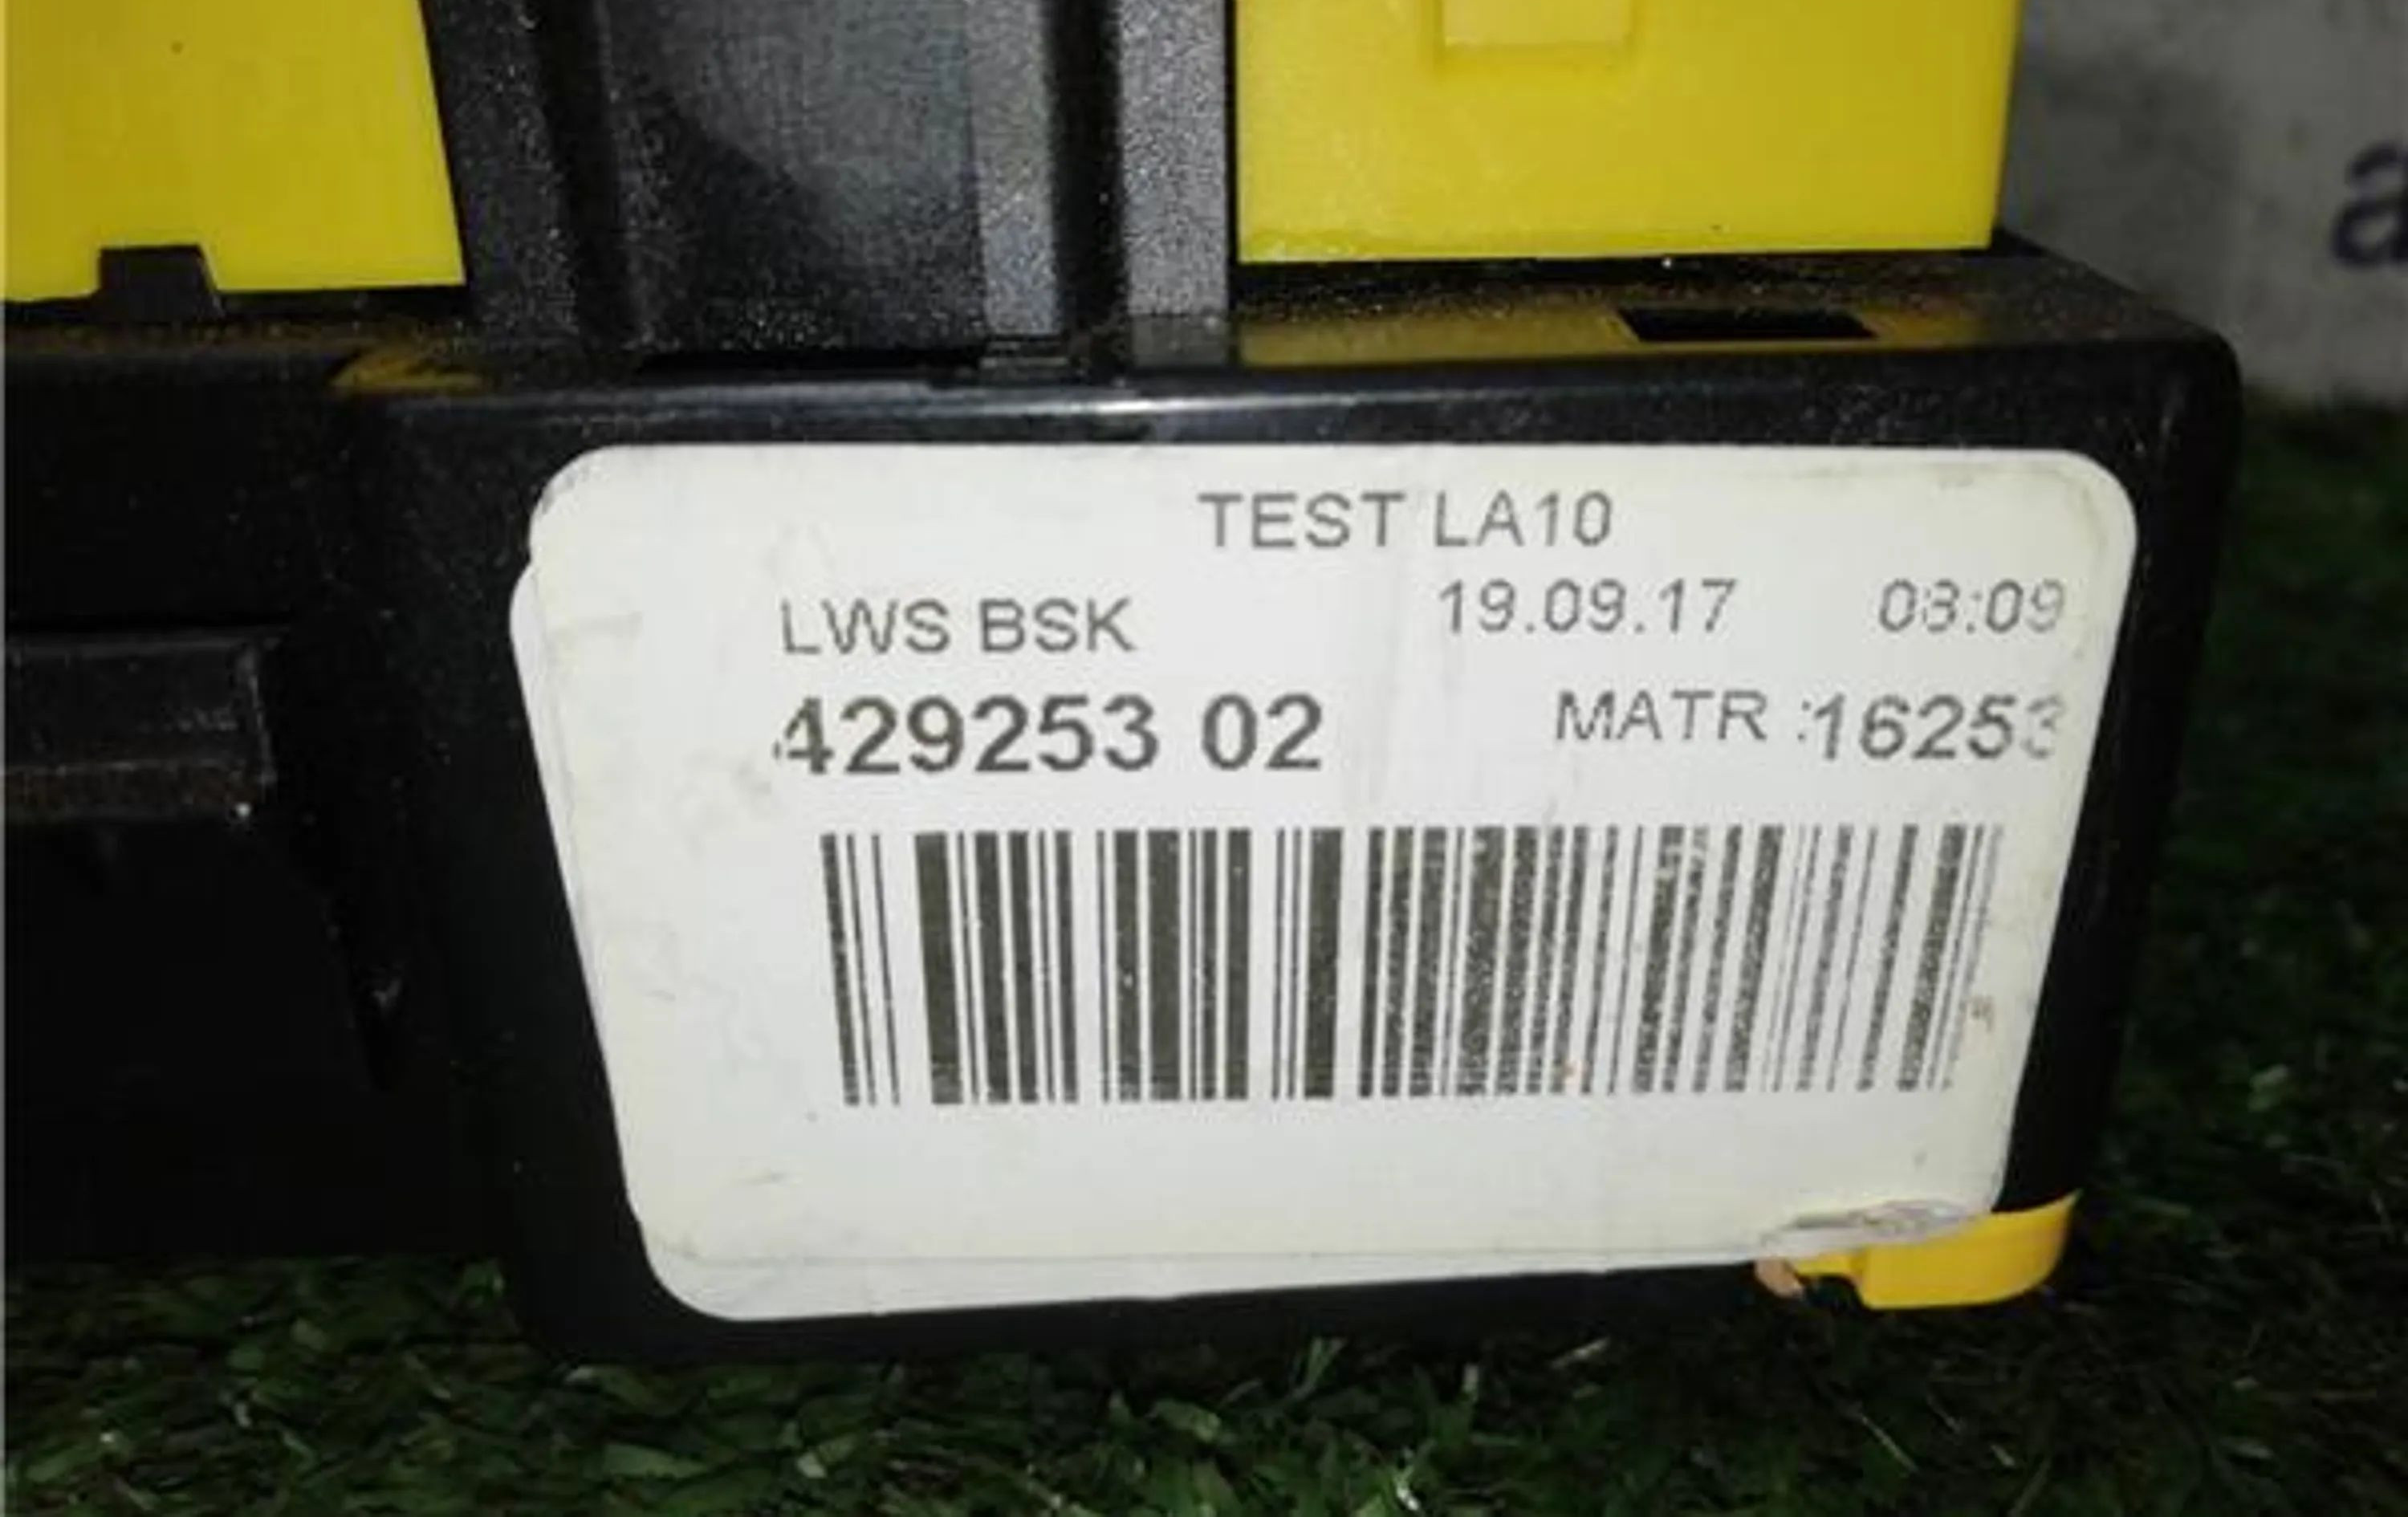 TEST LA10
LWS BSK 19.09.17 08:09
429253 02 MATR :16253
a